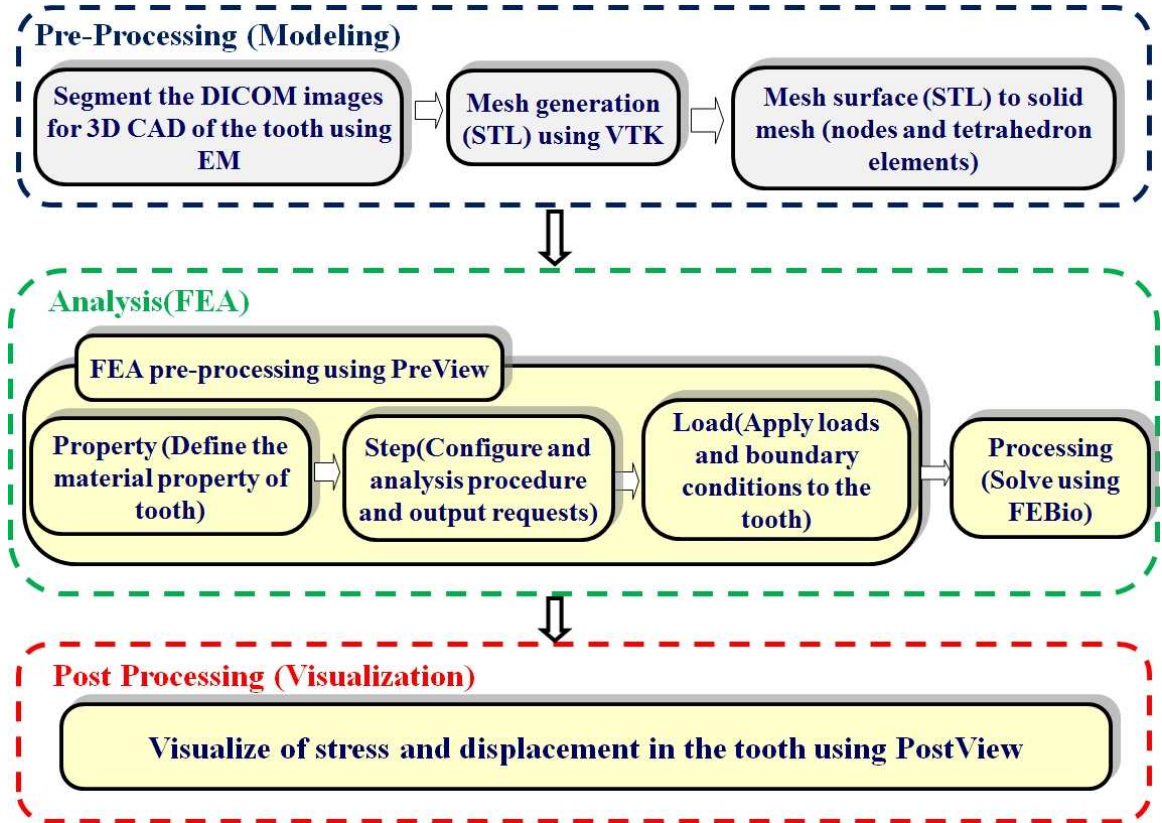 Pre-Processing (Modeling)
Segment the DICOM images
for 3D CAD of the tooth using
EM
Mesh generation
(STL) using VTK
Mesh surface (STL) to solid
mesh (nodes and tetrahedron
elements)
Analysis(FEA)
FEA pre-processing using PreView
Property (Define the
material property of
tooth)
Step(Configure and
analysis procedure
and output requests)
Load(Apply loads
and boundary
conditions to the
tooth)
Processing
(Solve using
FEBio)
Post Processing (Visualization)
Visualize of stress and displacement in the tooth using PostView